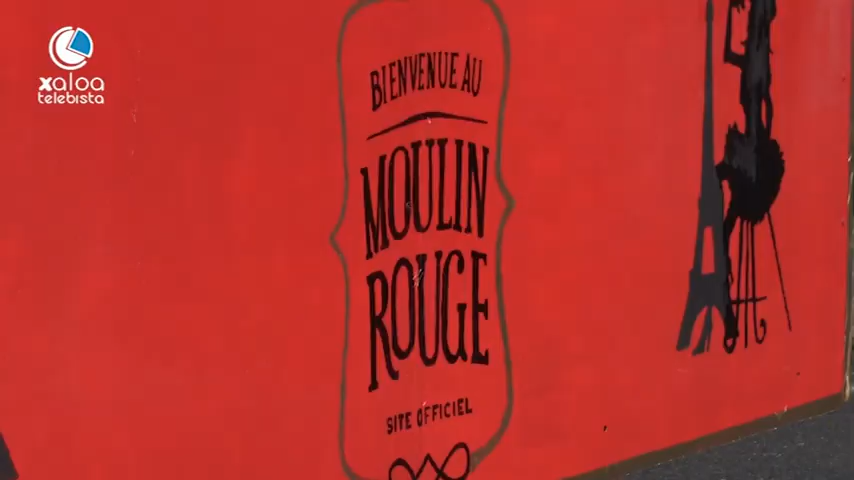 xaloa
telebista
BIENVENUE AU
MOULIN
ROUGE
SITE OFFICIEL